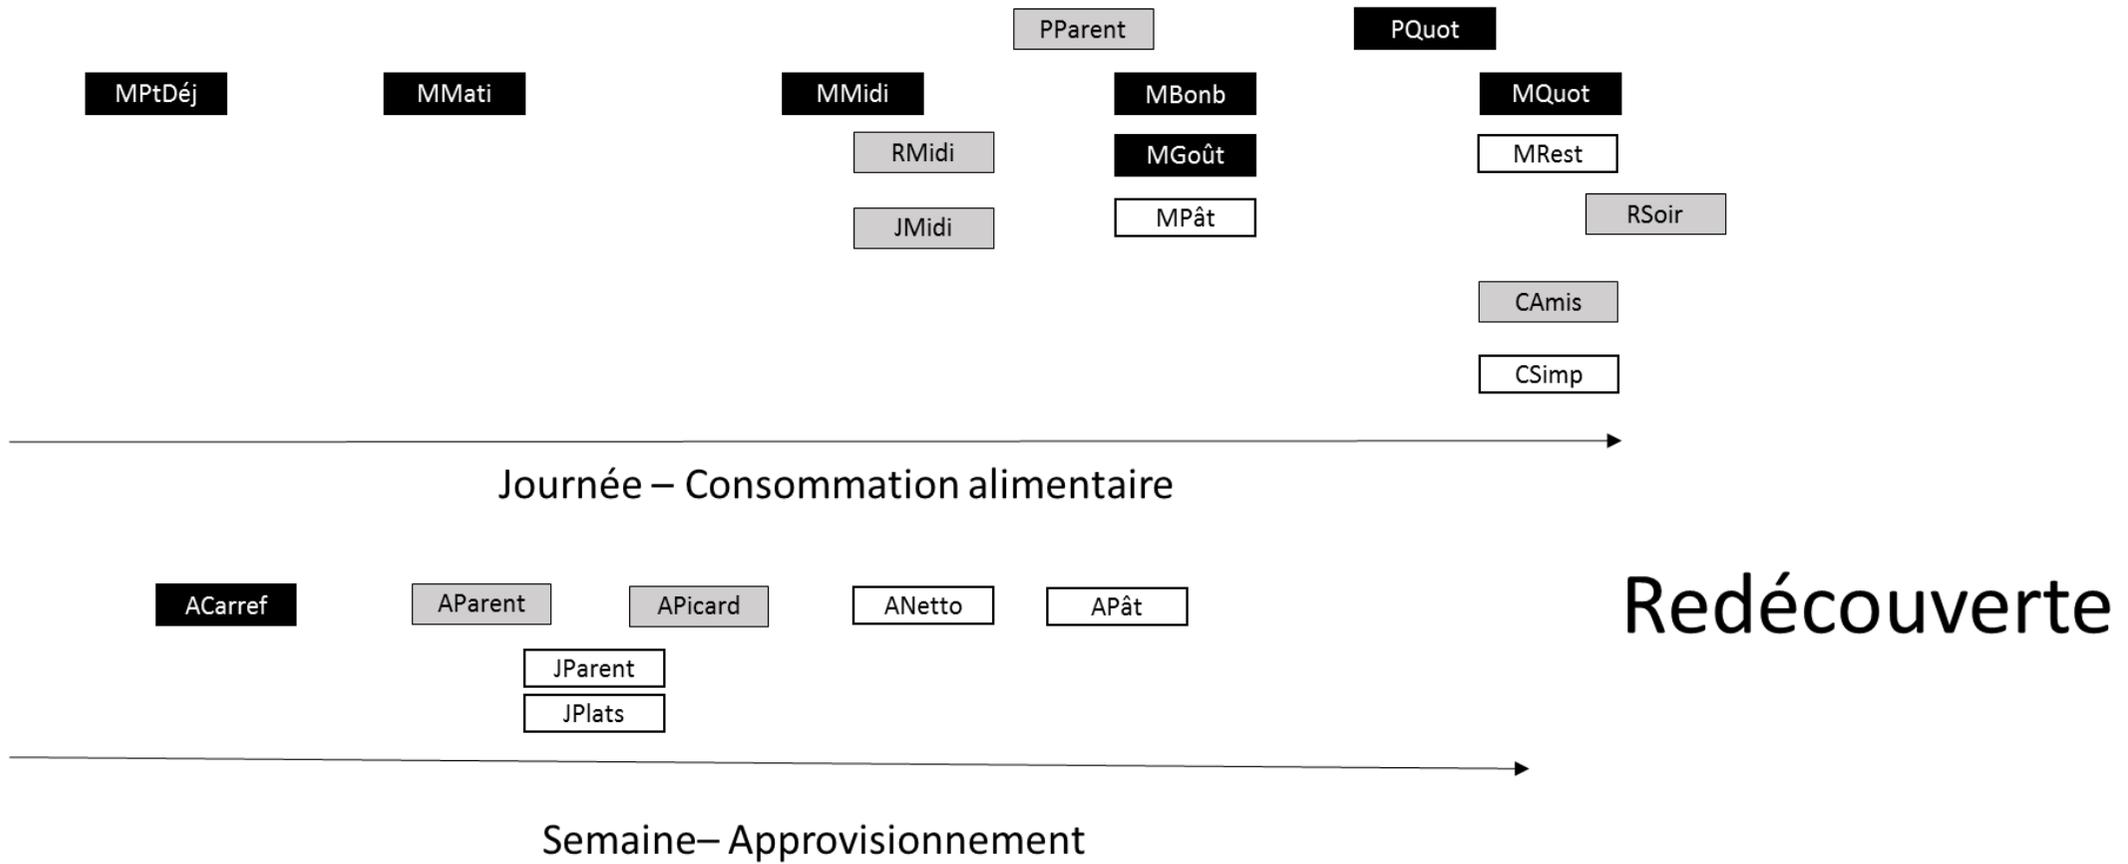 PParent PQuot
MPtDéj MMati MMidi MBonb MQuot
RMidi MGoût MRest
JMidi MPât RSoir
CAmis
CSimp
Journée – Consommation alimentaire
ACarref AParent APicard ANetto APât
Redécouverte
JParent
JPlats
Semaine– Approvisionnement